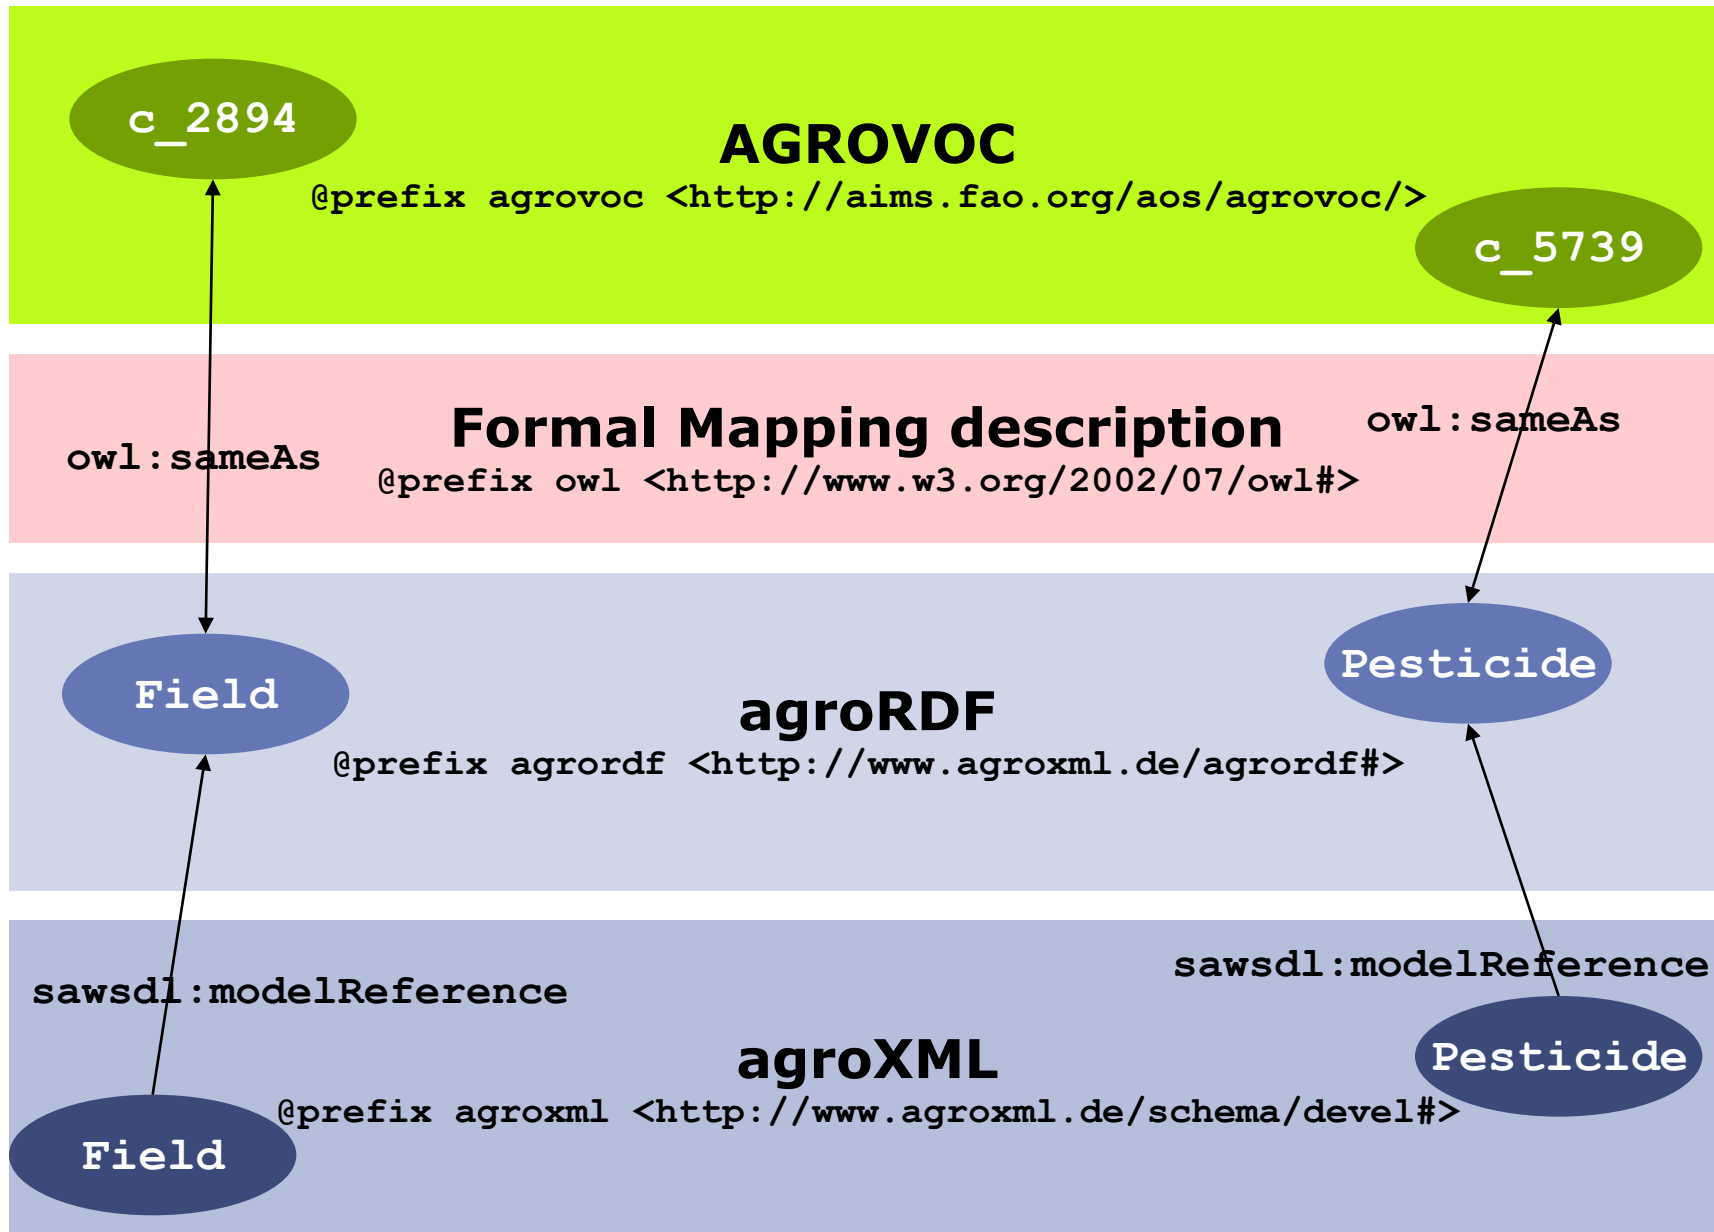 c_2894
AGROVOC
@prefix agrovoc <http://aims.fao.org/aos/agrovoc/>
c_5739
Formal Mapping description
owl:sameAs
owl:sameAs
@prefix owl <http://www.w3.org/2002/07/owl#>
Field
Pesticide
agroRDF
@prefix agrordf <http://www.agroxml.de/agrordf#>
sawsdl:modelReference
sawsdl:modelReference
agroXML
Pesticide
@prefix agroxml <http://www.agroxml.de/schema/devel#>
Field